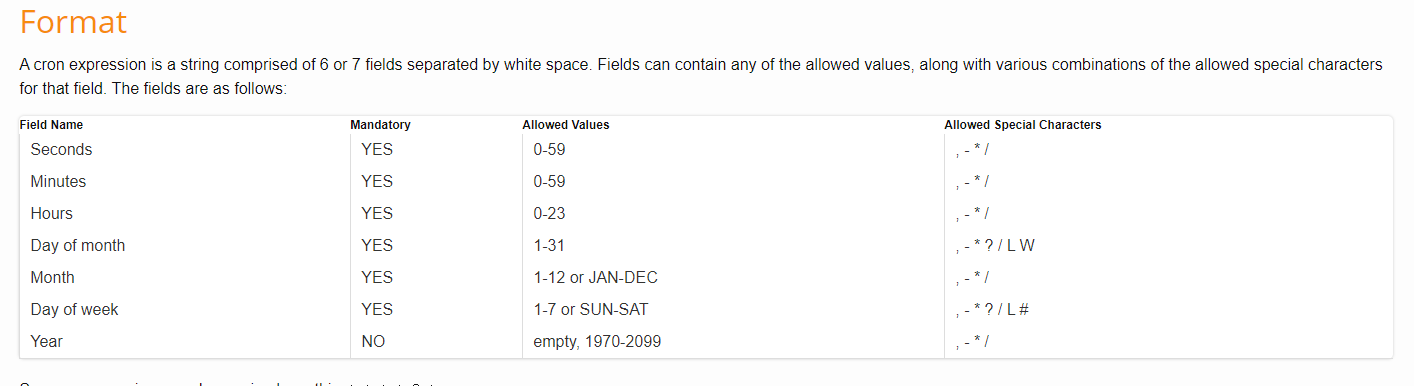 Format
A cron expression is a string comprised of 6 or 7 fields separated by white space. Fields can contain any of the allowed values, along with various combinations of the allowed special characters
for that field. The fields are as follows:
Field Name Mandatory Allowed Values Allowed Special Characters
Seconds YES 0-59 , - * /
Minutes YES 0-59 , - * /
Hours YES 0-23 , - * /
Day of month YES 1-31 , - * ? / L W
Month YES 1-12 or JAN-DEC , - * /
Day of week YES 1-7 or SUN-SAT , - * ? / L #
Year NO empty, 1970-2099 , - * /